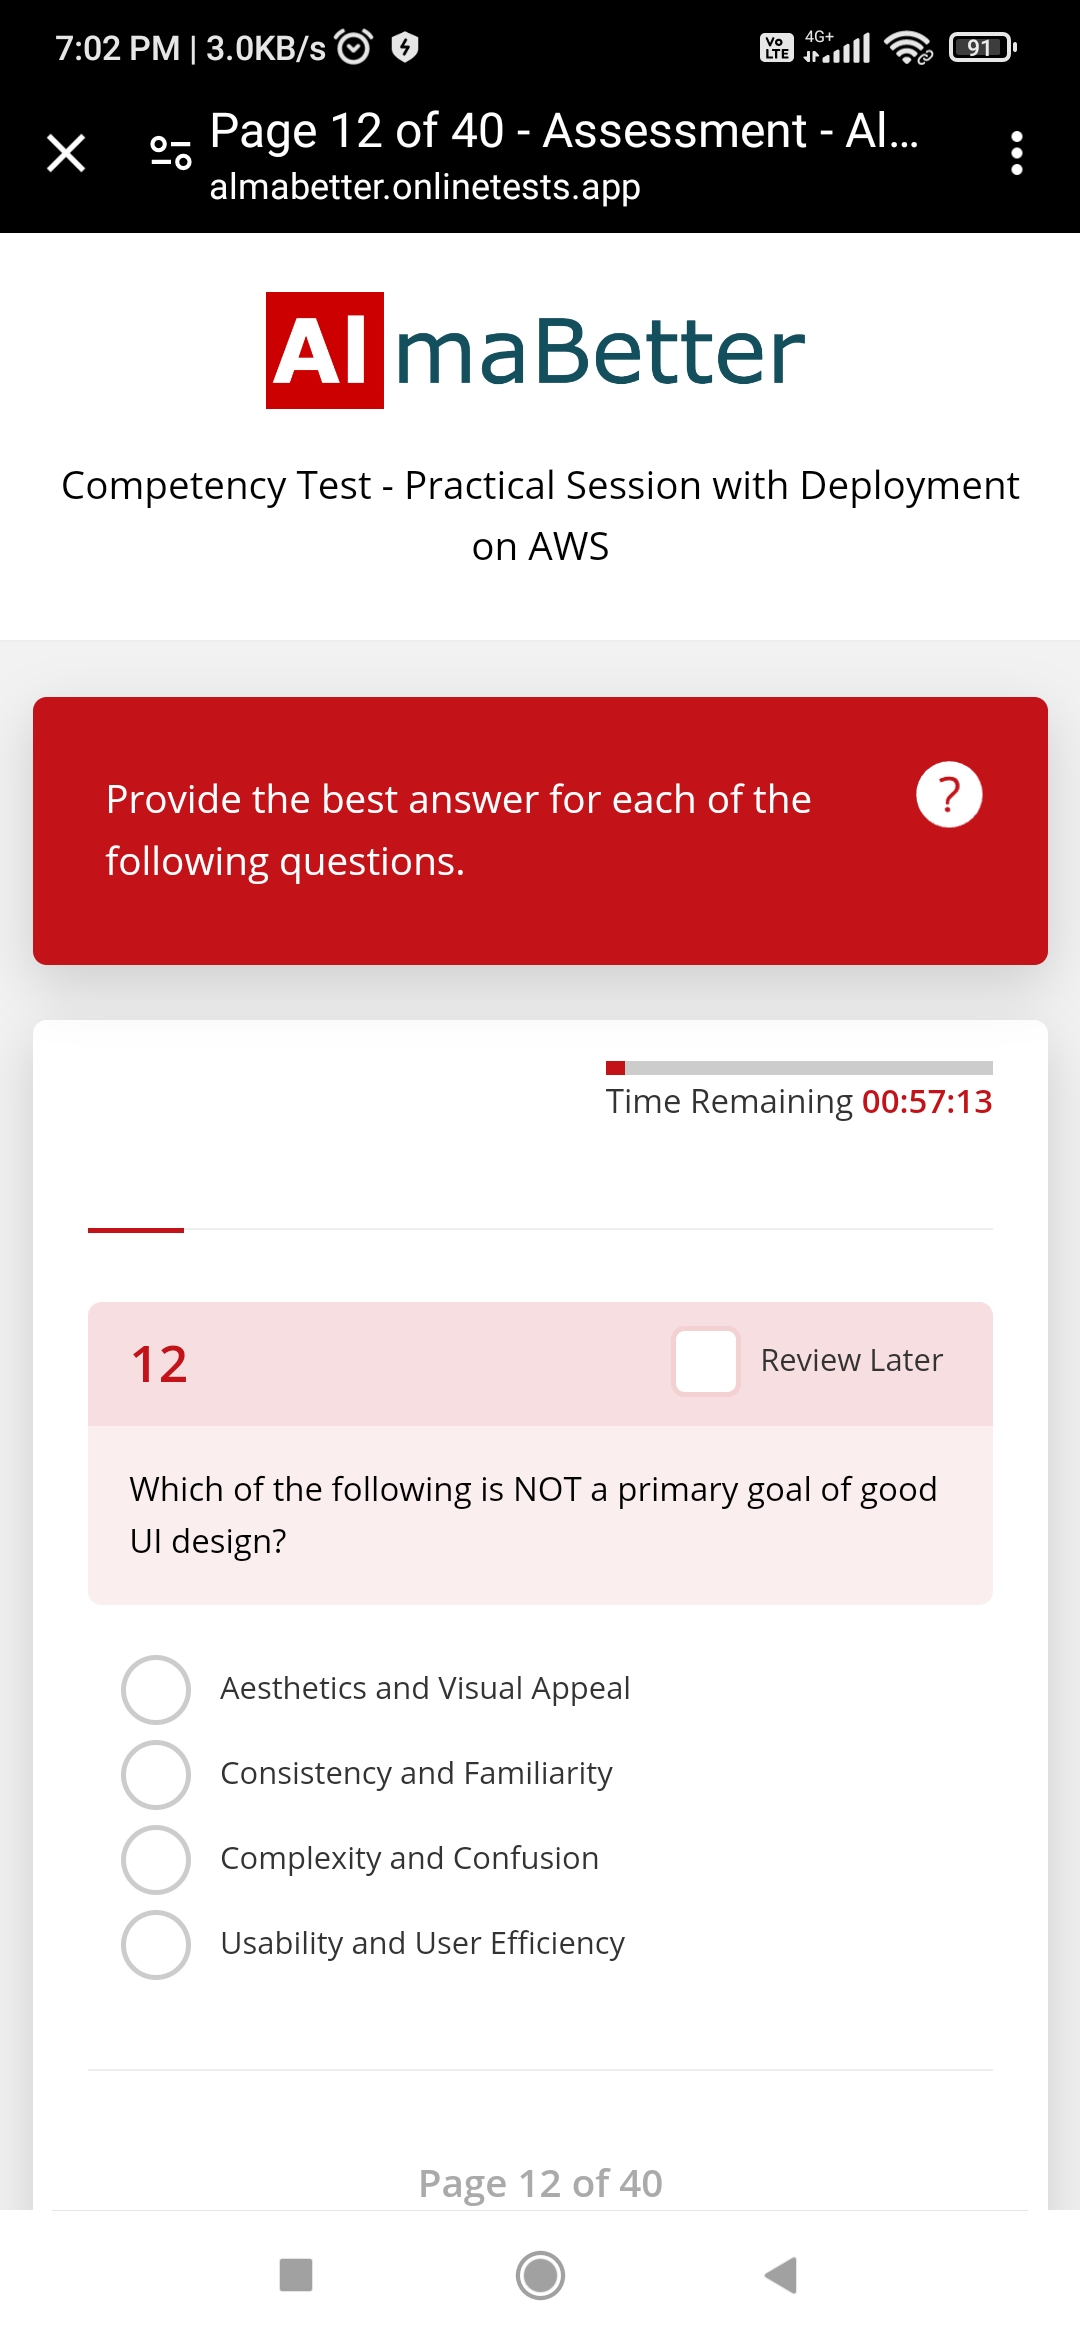 7:02 PM | 3.0KB/s
Vo LTE 4G+ 91
Page 12 of 40 - Assessment - Al...
almabetter.onlinetests.app
AlmaBetter
Competency Test - Practical Session with Deployment
on AWS
Provide the best answer for each of the
?
following questions.
Time Remaining 00:57:13
12
Review Later
Which of the following is NOT a primary goal of good
UI design?
Aesthetics and Visual Appeal
Consistency and Familiarity
Complexity and Confusion
Usability and User Efficiency
Page 12 of 40